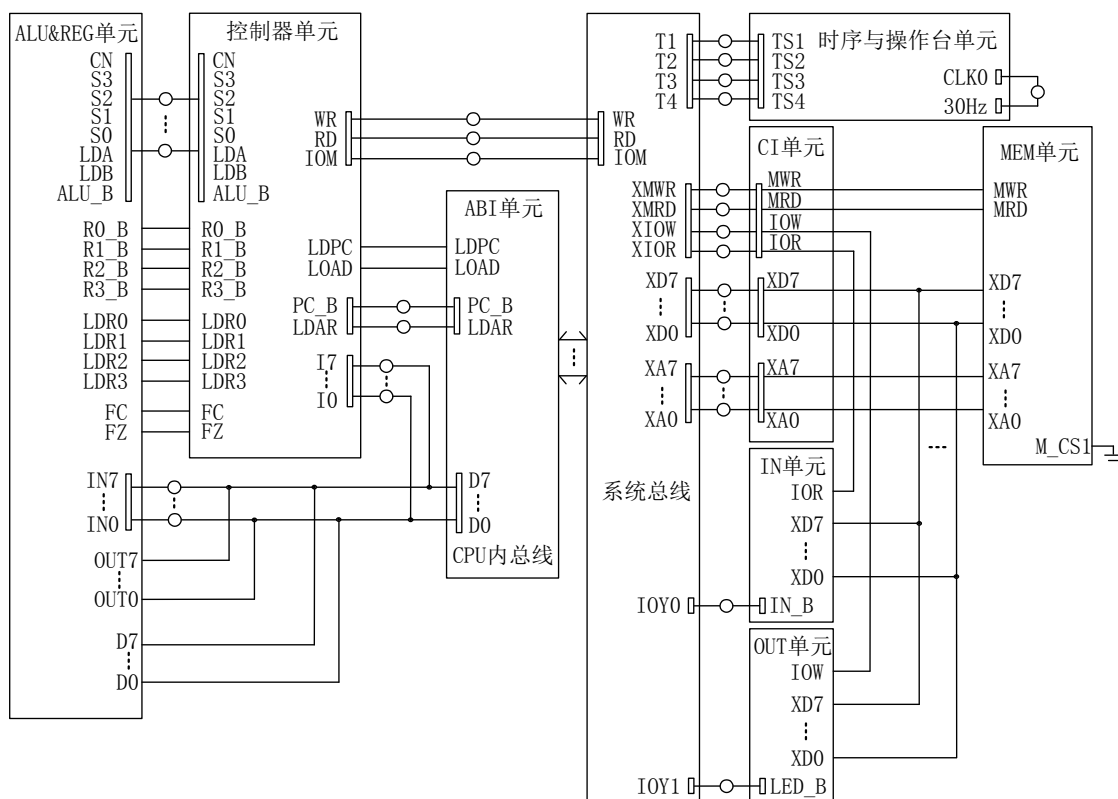 ALU&REG单元
CN
S3
S2
S1
S0
LDA
LDB
ALU_B
R0_B
R1_B
R2_B
R3_B
LDR0
LDR1
LDR2
LDR3
FC
FZ
IN7
IN0
OUT7
OUT0
D7
D0
控制器单元
CN
S3
S2
S1
S0
LDA
LDB
ALU_B
R0_B
R1_B
R2_B
R3_B
LDR0
LDR1
LDR2
LDR3
FC
FZ
WR
RD
IOM
LDPC
LOAD
PC_B
LDAR
I7
I0
ABI单元
LDPC
LOAD
PC_B
LDAR
D7
D0
CPU内总线
WR
RD
IOM
系统总线
T1
T2
T3
T4
XMWR
XMRD
XIOW
XIOR
XD7
XD0
XA7
XA0
IOY0
IOY1
时序与操作台单元
TS1
TS2
TS3
TS4
CLK0
30Hz
CI单元
MWR
MRD
IOW
IOR
XD7
XD0
XA7
XA0
MEM单元
MWR
MRD
XD7
XD0
XA7
XA0
M_CS1
IN单元
IOR
XD7
XD0
IN_B
OUT单元
IOW
XD7
XD0
LED_B